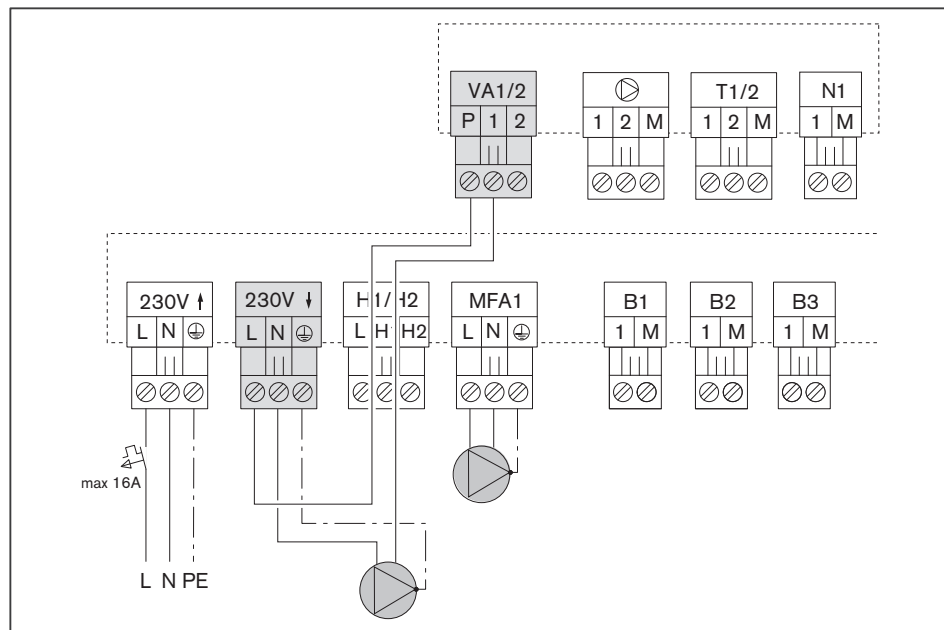 VA1/2 T1/2 N1
P 1 2 1 2 M 1 2 M 1 M
230V 230V H1/H2 MFA1 B1 B2 B3
L N L N L H1 H2 L N 1 M 1 M 1 M
max 16A
L N PE